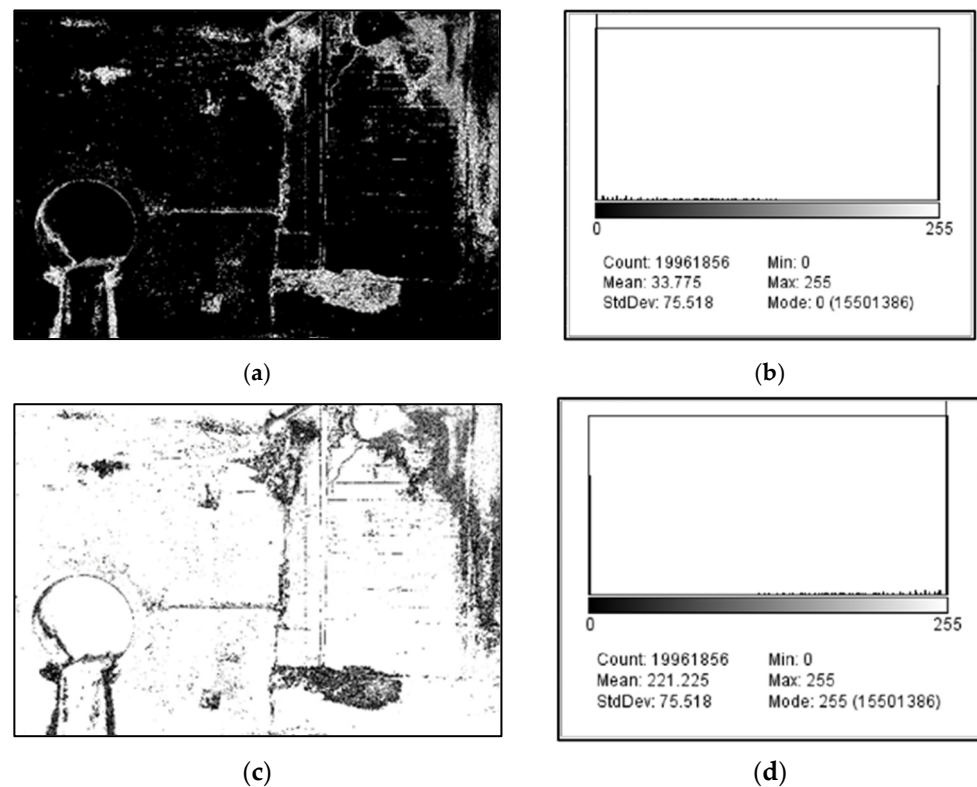 0 255
Count: 19961856 Min: 0
Mean: 33.775 Max: 255
StdDev: 75.518 Mode: 0 (15501386)
(a) (b)
0 255
Count: 19961856 Min: 0
Mean: 221.225 Max: 255
StdDev: 75.518 Mode: 255 (15501386)
(c) (d)